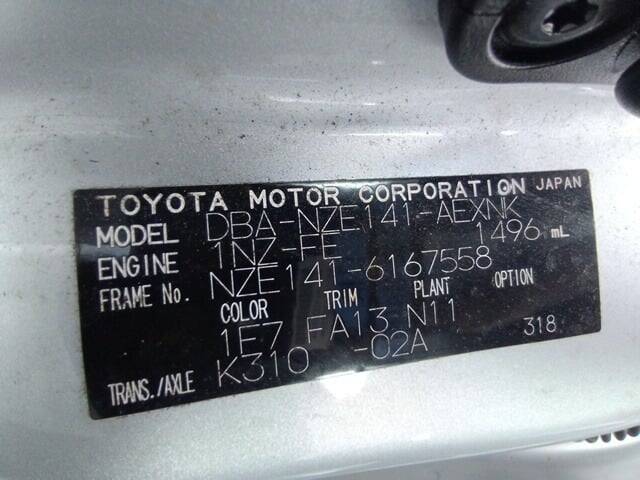 TOYOTA MOTOR CORPORATION JAPAN
MODEL DBA-NZE141-AEXNK
ENGINE 1NZ-FE 1496 mL
FRAME No. NZE141-6167558
COLOR TRIM PLANT OPTION
1E7 FA13 N11
TRANS./AXLE K310 -02A 318